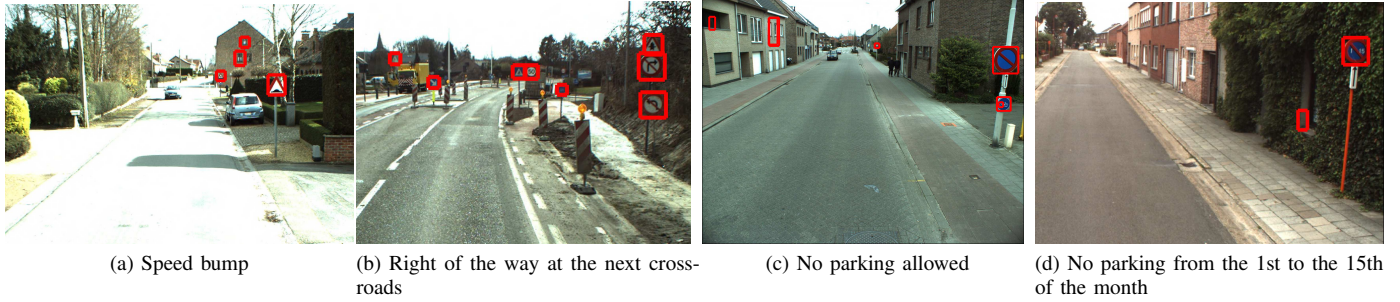 (a) Speed bump
(b) Right of the way at the next cross-
roads
(c) No parking allowed
(d) No parking from the 1st to the 15th
of the month